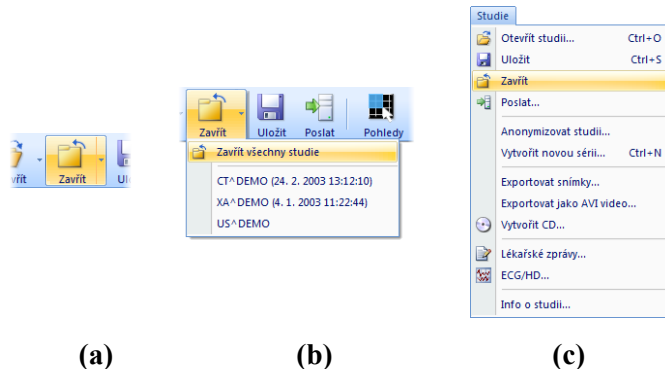 vřít Zavřít Ul
(a)
Zavřít Uložit Poslat Pohledy
Zavřít všechny studie
CT^DEMO (24. 2. 2003 13:12:10)
XA^DEMO (4. 1. 2003 11:22:44)
US^DEMO
(b)
Studie
Otevřít studii... Ctrl+O
Uložit Ctrl+S
Zavřít
Poslat...
Anonymizovat studii...
Vytvořit novou sérii... Ctrl+N
Exportovat snímky...
Exportovat jako AVI video...
Vytvořit CD...
Lékařské zprávy...
ECG/HD...
Info o studii...
(c)